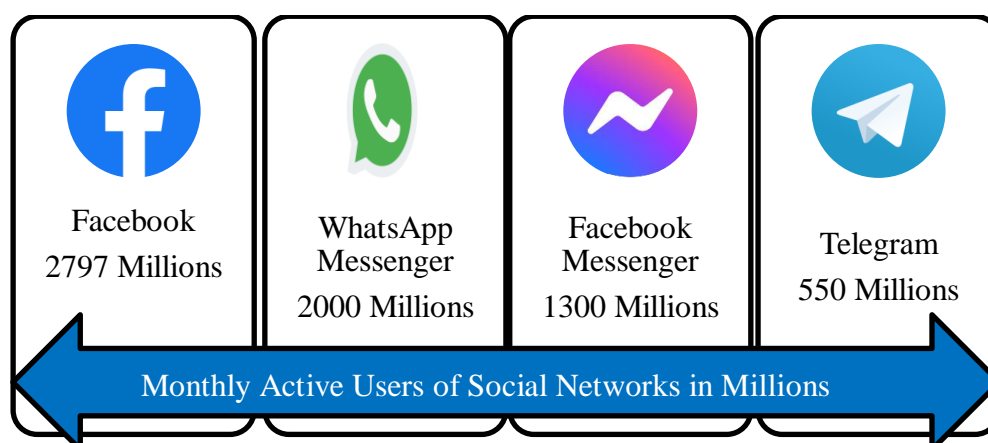 Facebook
2797 Millions
WhatsApp
Messenger
2000 Millions
Facebook
Messenger
1300 Millions
Telegram
550 Millions
Monthly Active Users of Social Networks in Millions